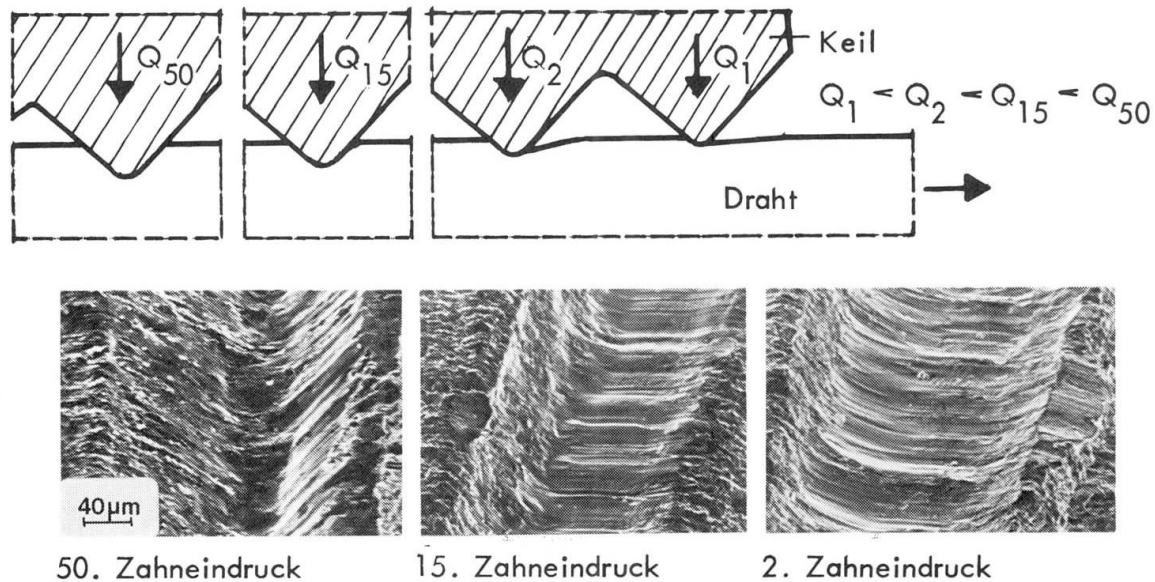 Q50 Q15 Q2 Q1 Keil
Q1 < Q2 < Q15 < Q50
Draht
40µm
50. Zahneindruck 15. Zahneindruck 2. Zahneindruck